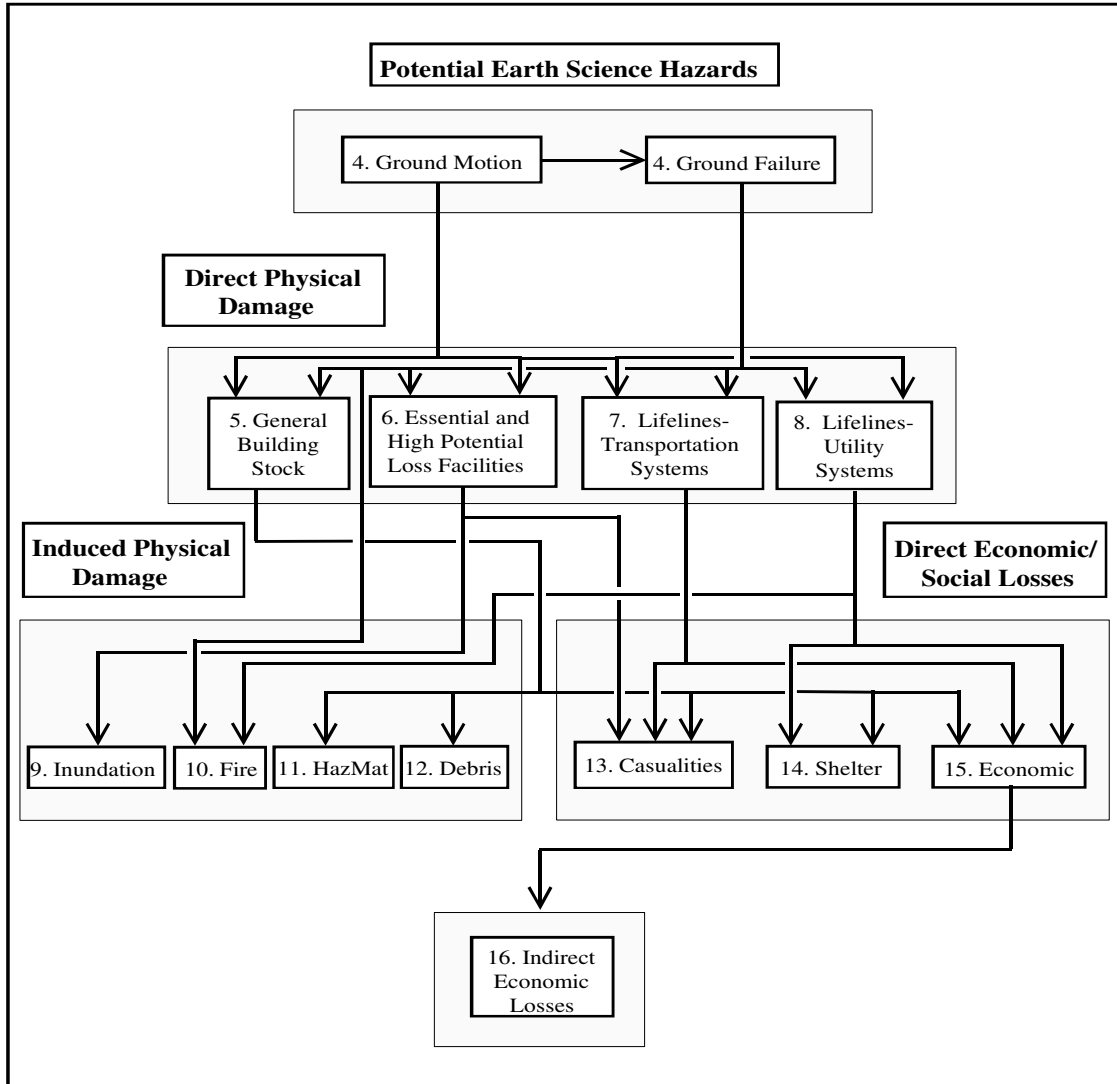 Potential Earth Science Hazards
4. Ground Motion
4. Ground Failure
Direct Physical
Damage
5. General
Building
Stock
6. Essential and
High Potential
Loss Facilities
7. Lifelines-
Transportation
Systems
8. Lifelines-
Utility
Systems
Induced Physical
Damage
Direct Economic/
Social Losses
9. Inundation
10. Fire
11. HazMat
12. Debris
13. Casualities
14. Shelter
15. Economic
16. Indirect
Economic
Losses